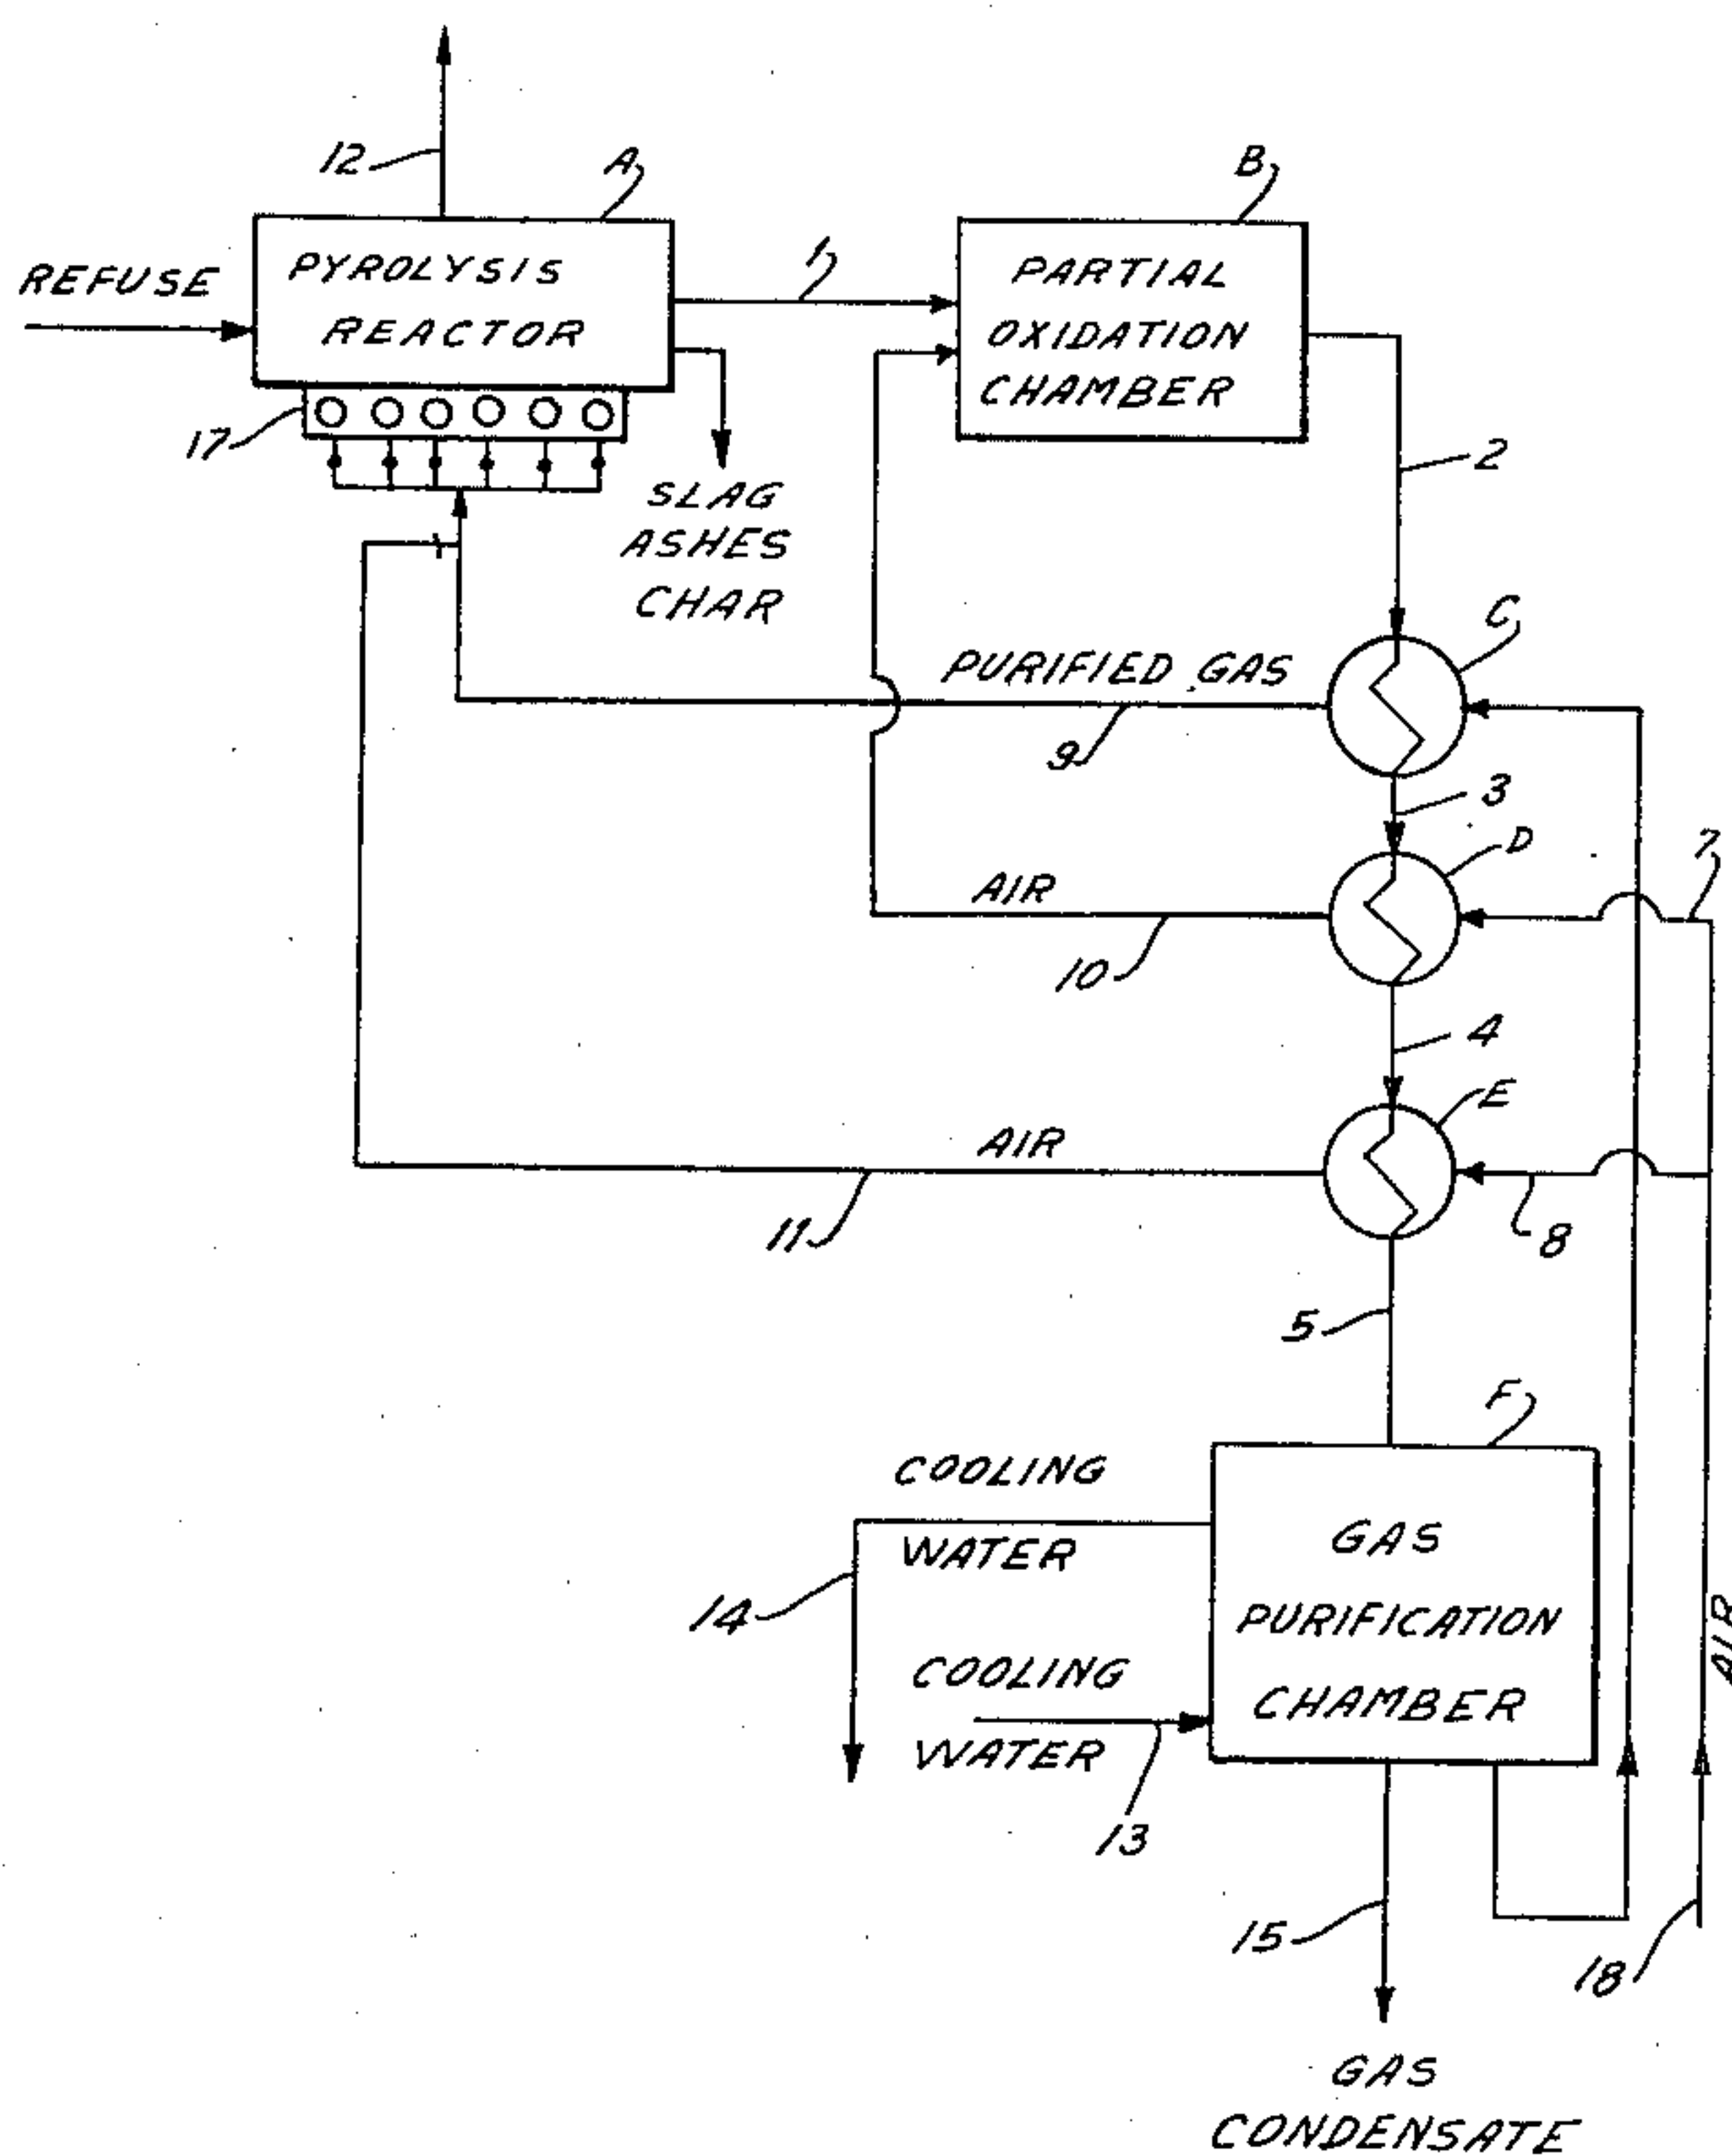 12
A
B
REFUSE
PYROLYSIS
REACTOR
1
PARTIAL
OXIDATION
CHAMBER
17
2
SLAG
ASHES
CHAR
C
PURIFIED GAS
9
3
D
7
AIR
10
4
E
AIR
11
8
5
F
COOLING
WATER
GAS
PURIFICATION
CHAMBER
14
COOLING
WATER
AIR
13
15
18
GAS
CONDENSATE